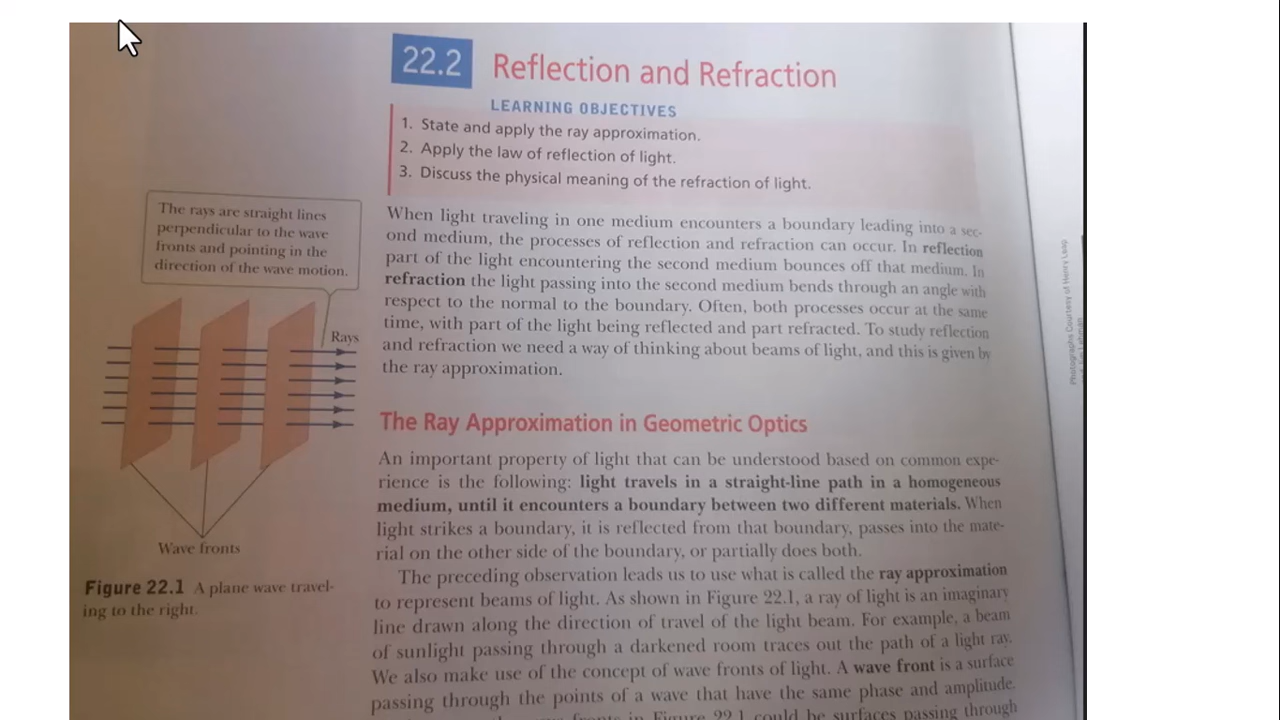 22.2 Reflection and Refraction
LEARNING OBJECTIVES
1. State and apply the ray approximation.
2. Apply the law of reflection of light.
3. Discuss the physical meaning of the refraction of light.
When light traveling in one medium encounters a boundary leading into a sec-
ond medium, the processes of reflection and refraction can occur. In reflection
part of the light encountering the second medium bounces off that medium. In
refraction the light passing into the second medium bends through an angle with
respect to the normal to the boundary. Often, both processes occur at the same
time, with part of the light being reflected and part refracted. To study reflection
and refraction we need a way of thinking about beams of light, and this is given by
the ray approximation.
The rays are straight lines
perpendicular to the wave
fronts and pointing in the
direction of the wave motion.
Rays
Wave fronts
Figure 22.1 A plane wave travel-
ing to the right.
The Ray Approximation in Geometric Optics
An important property of light that can be understood based on common expe-
rience is the following: light travels in a straight-line path in a homogeneous
medium, until it encounters a boundary between two different materials. When
light strikes a boundary, it is reflected from that boundary, passes into the mate-
rial on the other side of the boundary, or partially does both.
The preceding observation leads us to use what is called the ray approximation
to represent beams of light. As shown in Figure 22.1, a ray of light is an imaginary
line drawn along the direction of travel of the light beam. For example, a beam
of sunlight passing through a darkened room traces out the path of a light ray.
We also make use of the concept of wave fronts of light. A wave front is a surface
passing through the points of a wave that have the same phase and amplitude.
fronts in Figure 22.1 could be surfaces passing through
Photographs Courtesy of Henry Leap